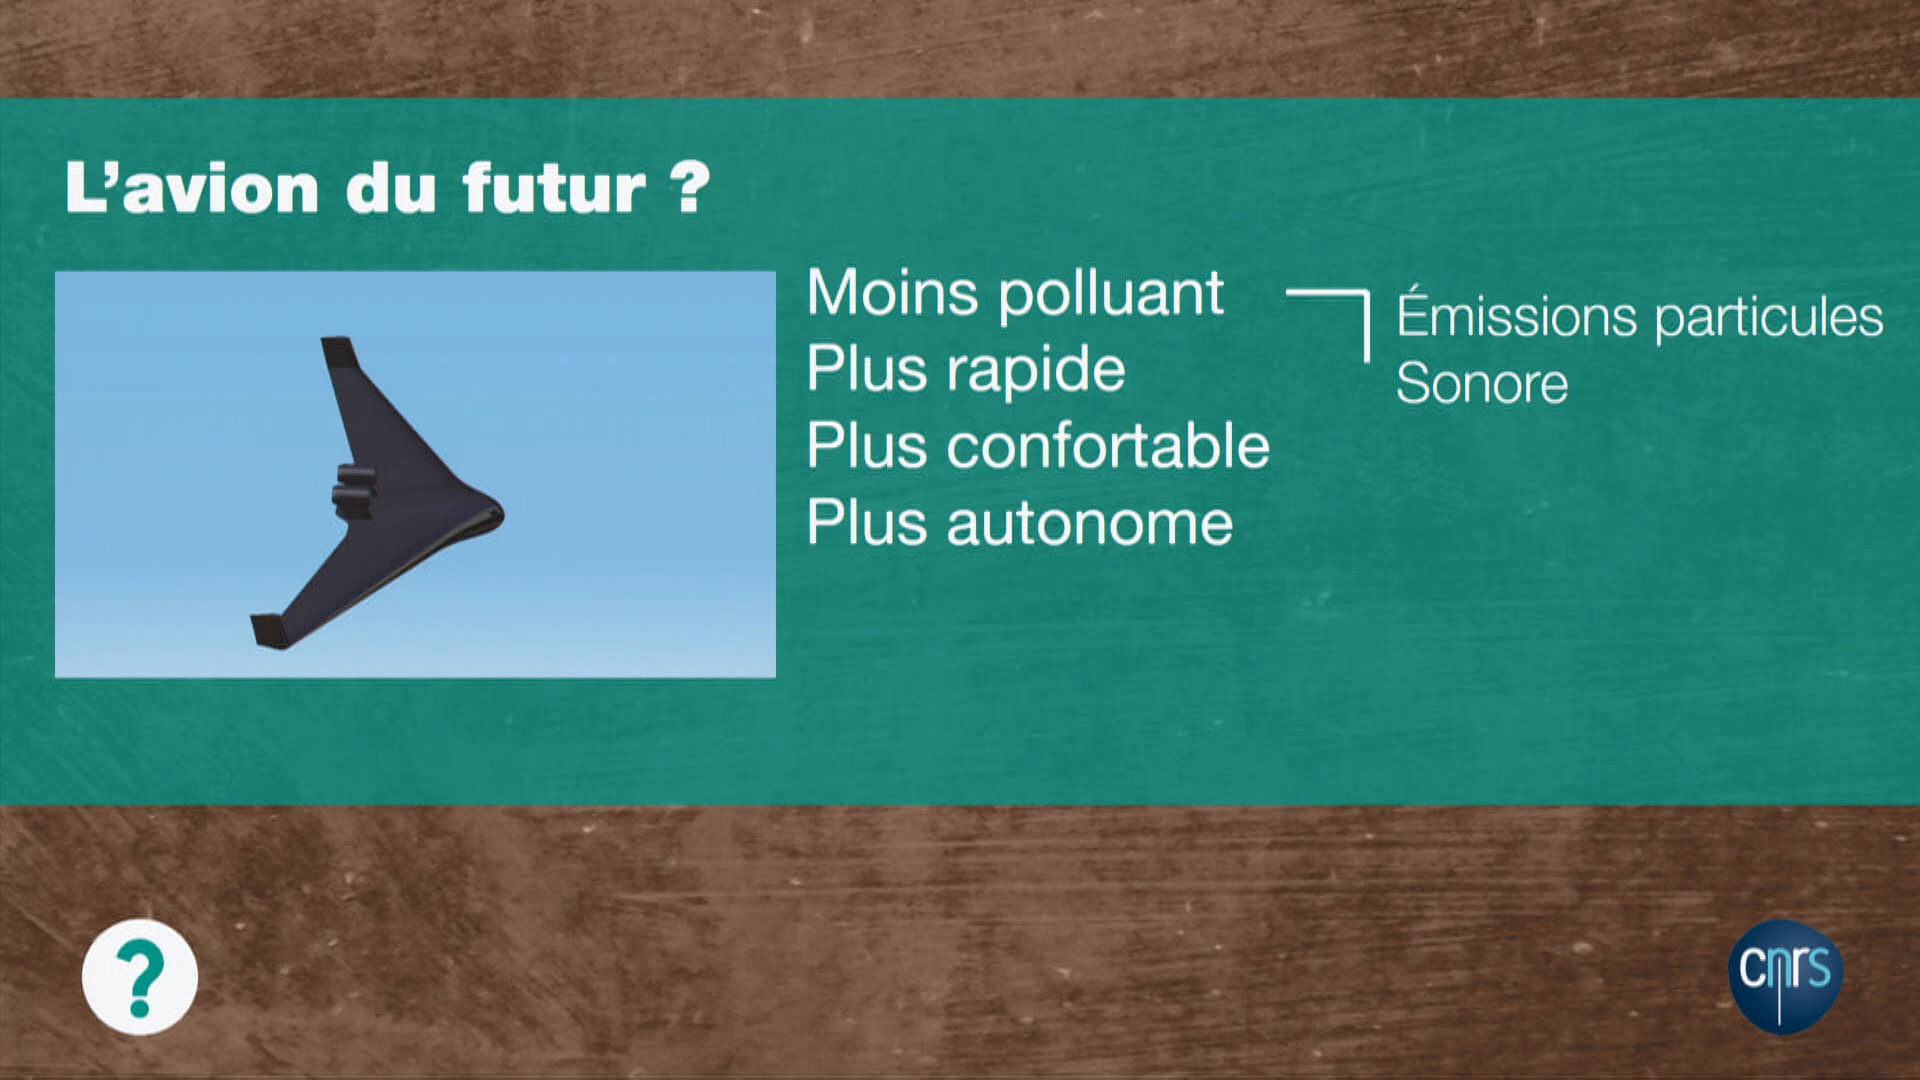 L'avion du futur ?
Moins polluant
Plus rapide
Plus confortable
Plus autonome
Émissions particules
Sonore
?
cnrs